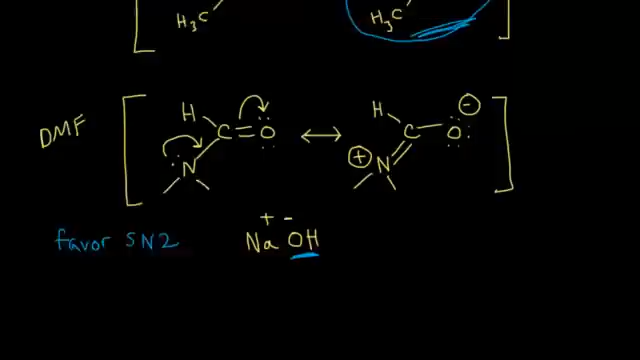 H₃C H₃C
H H ⊖
DMF C=O ↔ C-O
N ⊕ N
+ -
favor SN2 Na OH